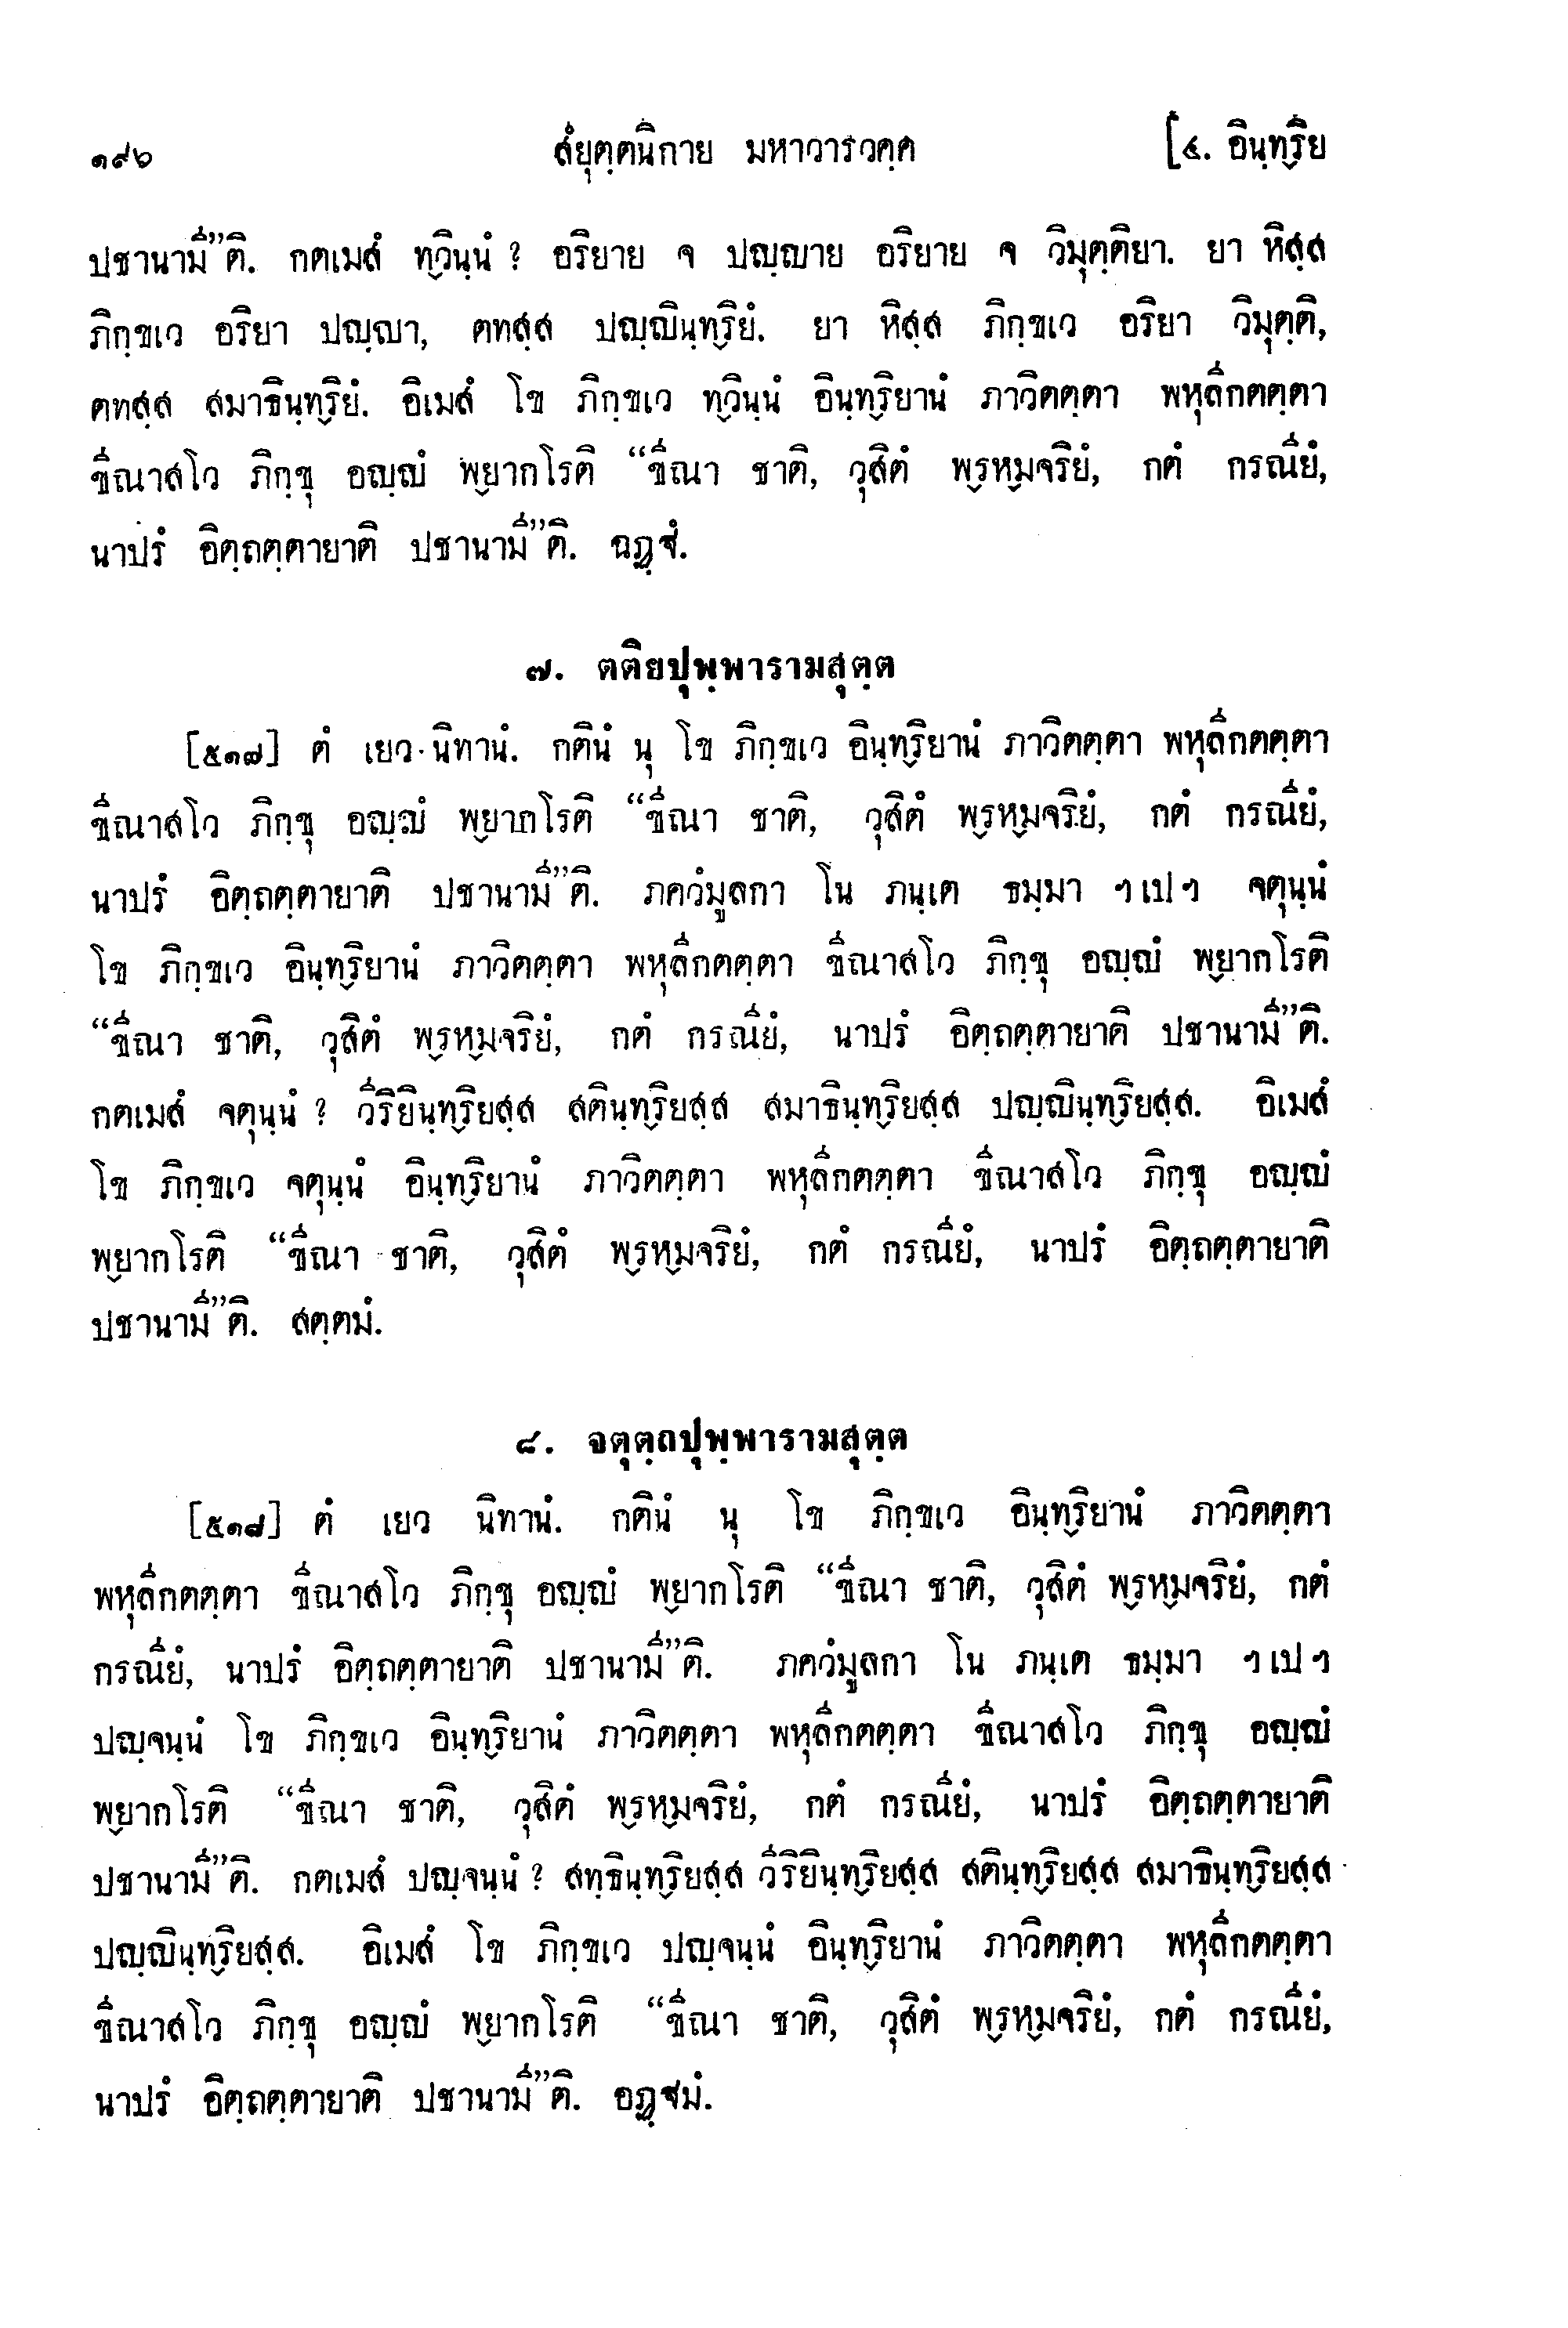 ๑๙๖ สํยุตฺตนิกาย มหาวารวคฺค [๔. อินฺทฺริย
ปชานามี”ติ. กตเมสํ ทฺวินฺนํ ? อริยาย จ ปญฺญาย อริยาย จ วิมุตฺติยา. ยา หิสฺส
ภิกฺขเว อริยา ปญฺญา, ตทสฺส ปญฺญินฺทฺริยํ. ยา หิสฺส ภิกฺขเว อริยา วิมุตฺติ,
ตทสฺส สมาธินฺทฺริยํ. อิเมสํ โข ภิกฺขเว ทฺวินฺนํ อินฺทฺริยานํ ภาวิตตฺตา พหุลีกตตฺตา
ขีณาสโว ภิกฺขุ อญฺญํ พฺยากโรติ “ขีณา ชาติ, วุสิตํ พฺรหฺมจริยํ, กตํ กรณียํ,
นาปรํ อิตฺถตฺตายาติ ปชานามี”ติ. ฉฏฺฐํ.
๗. ตติยปุพฺพารามสุตฺต
[๕๑๗] ตํ เยว นิทานํ. กตินํ นุ โข ภิกฺขเว อินฺทฺริยานํ ภาวิตตฺตา พหุลีกตตฺตา
ขีณาสโว ภิกฺขุ อญฺญํ พฺยากโรติ “ขีณา ชาติ, วุสิตํ พฺรหฺมจริยํ, กตํ กรณียํ,
นาปรํ อิตฺถตฺตายาติ ปชานามี”ติ. ภควํมูลกา โน ภนฺเต ธมฺมา ฯเปฯ จตุนฺนํ
โข ภิกฺขเว อินฺทฺริยานํ ภาวิตตฺตา พหุลีกตตฺตา ขีณาสโว ภิกฺขุ อญฺญํ พฺยากโรติ
“ขีณา ชาติ, วุสิตํ พฺรหฺมจริยํ, กตํ กรณียํ, นาปรํ อิตฺถตฺตายาติ ปชานามี”ติ.
กตเมสํ จตุนฺนํ ? วีริยินฺทฺริยสฺส สตินฺทฺริยสฺส สมาธินฺทฺริยสฺส ปญฺญินฺทฺริยสฺส. อิเมสํ
โข ภิกฺขเว จตุนฺนํ อินฺทฺริยานํ ภาวิตตฺตา พหุลีกตตฺตา ขีณาสโว ภิกฺขุ อญฺญํ
พฺยากโรติ “ขีณา ชาติ, วุสิตํ พฺรหฺมจริยํ, กตํ กรณียํ, นาปรํ อิตฺถตฺตายาติ
ปชานามี”ติ. สตฺตมํ.
๘. จตุตฺถปุพฺพารามสุตฺต
[๕๑๘] ตํ เยว นิทานํ. กตินํ นุ โข ภิกฺขเว อินฺทฺริยานํ ภาวิตตฺตา
พหุลีกตตฺตา ขีณาสโว ภิกฺขุ อญฺญํ พฺยากโรติ “ขีณา ชาติ, วุสิตํ พฺรหฺมจริยํ, กตํ
กรณียํ, นาปรํ อิตฺถตฺตายาติ ปชานามี”ติ. ภควํมูลกา โน ภนฺเต ธมฺมา ฯเปฯ
ปญฺจนฺนํ โข ภิกฺขเว อินฺทฺริยานํ ภาวิตตฺตา พหุลีกตตฺตา ขีณาสโว ภิกฺขุ อญฺญํ
พฺยากโรติ “ขีณา ชาติ, วุสิตํ พฺรหฺมจริยํ, กตํ กรณียํ, นาปรํ อิตฺถตฺตายาติ
ปชานามี”ติ. กตเมสํ ปญฺจนฺนํ ? สทฺธินฺทฺริยสฺส วีริยินฺทฺริยสฺส สตินฺทฺริยสฺส สมาธินฺทฺริยสฺส
ปญฺญินฺทฺริยสฺส. อิเมสํ โข ภิกฺขเว ปญฺจนฺนํ อินฺทฺริยานํ ภาวิตตฺตา พหุลีกตตฺตา
ขีณาสโว ภิกฺขุ อญฺญํ พฺยากโรติ “ขีณา ชาติ, วุสิตํ พฺรหฺมจริยํ, กตํ กรณียํ,
นาปรํ อิตฺถตฺตายาติ ปชานามี”ติ. อฏฺฐมํ.